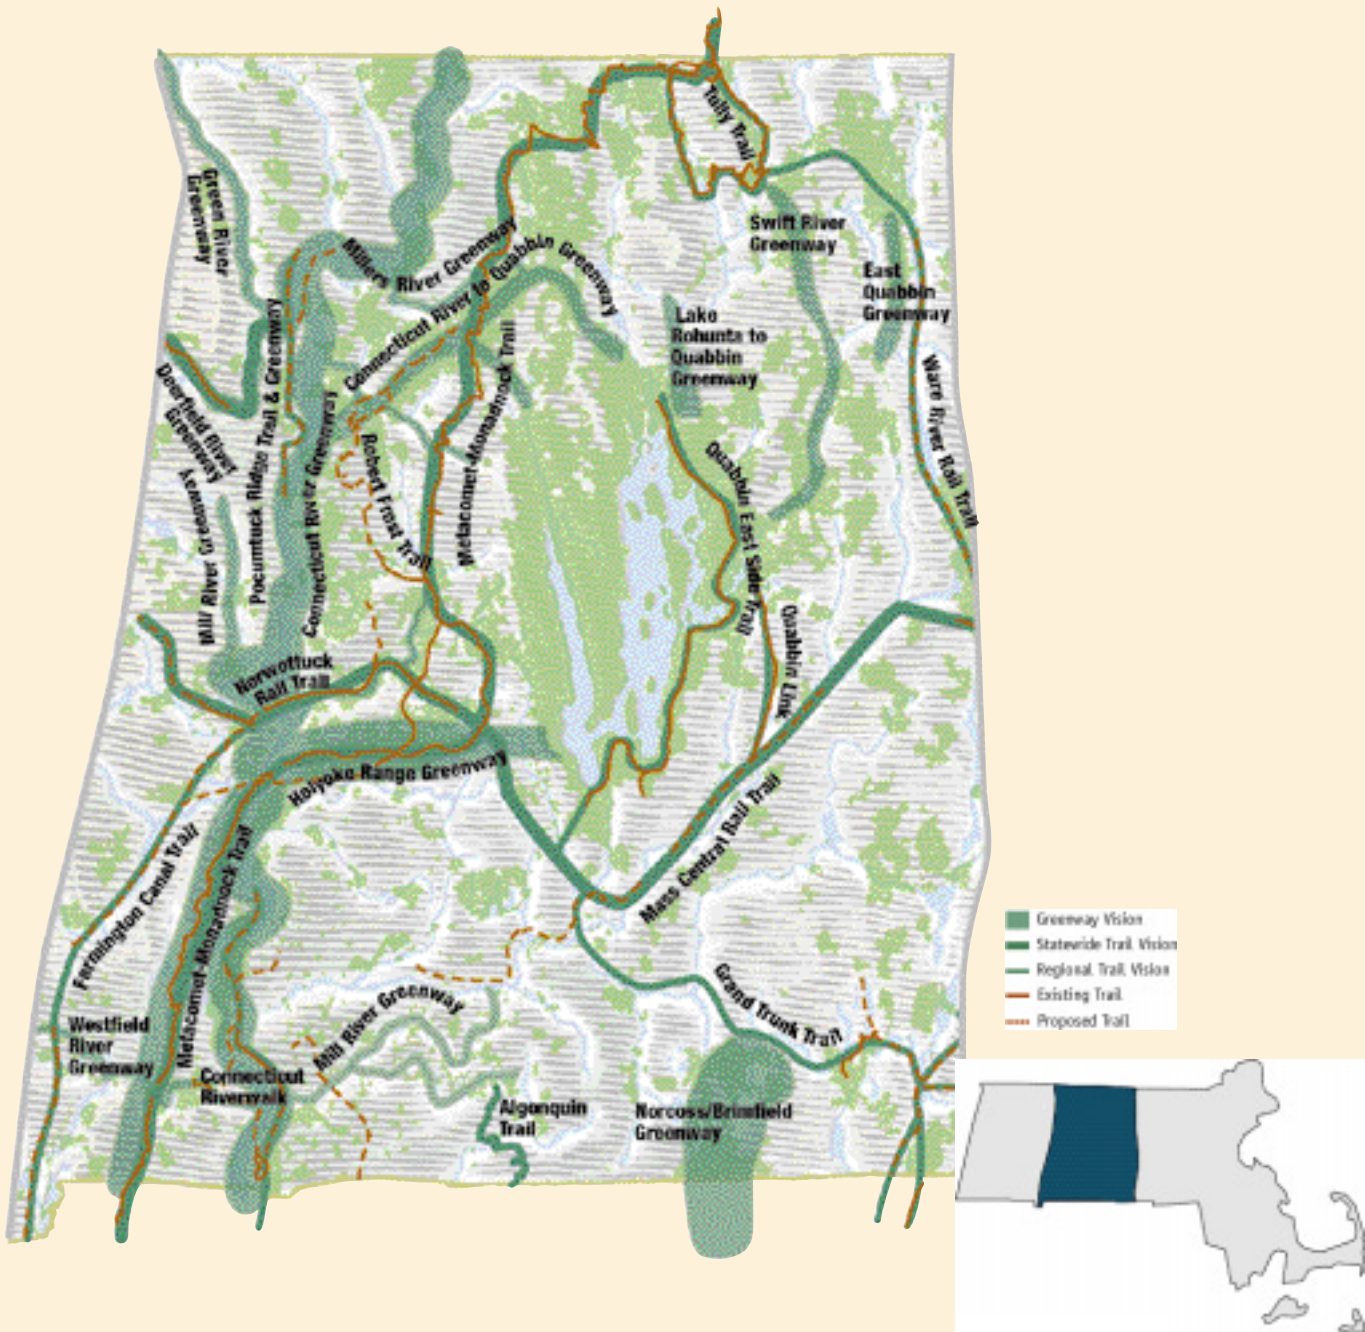 Tully Trail
Green River
Greenway
Swift River
Greenway
Millers River Greenway
Connecticut River to Quabbin Greenway
East
Quabbin
Greenway
Lake
Rohunta to
Quabbin
Greenway
Deerfield River
Greenway
Pocumtuck Ridge Trail & Greenway
Connecticut River Greenway
Metacomet-Monadnock Trail
Robert Frost Trail
Mill River Greenway
Quabbin East Side Trail
Ware River Rail Trail
Quabbin Link
Norwottuck
Rail Trail
Holyoke Range Greenway
Mass Central Rail Trail
Farmington Canal Trail
Metacomet-Monadnock Trail
Westfield
River
Greenway
Connecticut
Riverwalk
Mill River Greenway
Grand Trunk Trail
Algonquin
Trail
Norcoss/Brimfield
Greenway
Greenway Vision
Statewide Trail Vision
Regional Trail Vision
Existing Trail
Proposed Trail